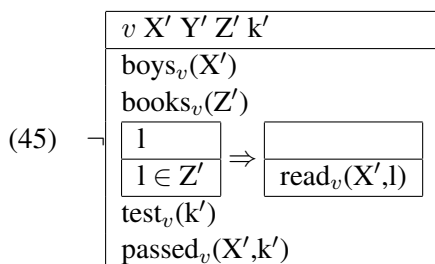 v X′ Y′ Z′ k′
boys_v(X′)
books_v(Z′)
(45) ¬
l
l ∈ Z′ ⇒ read_v(X′,l)
test_v(k′)
passed_v(X′,k′)